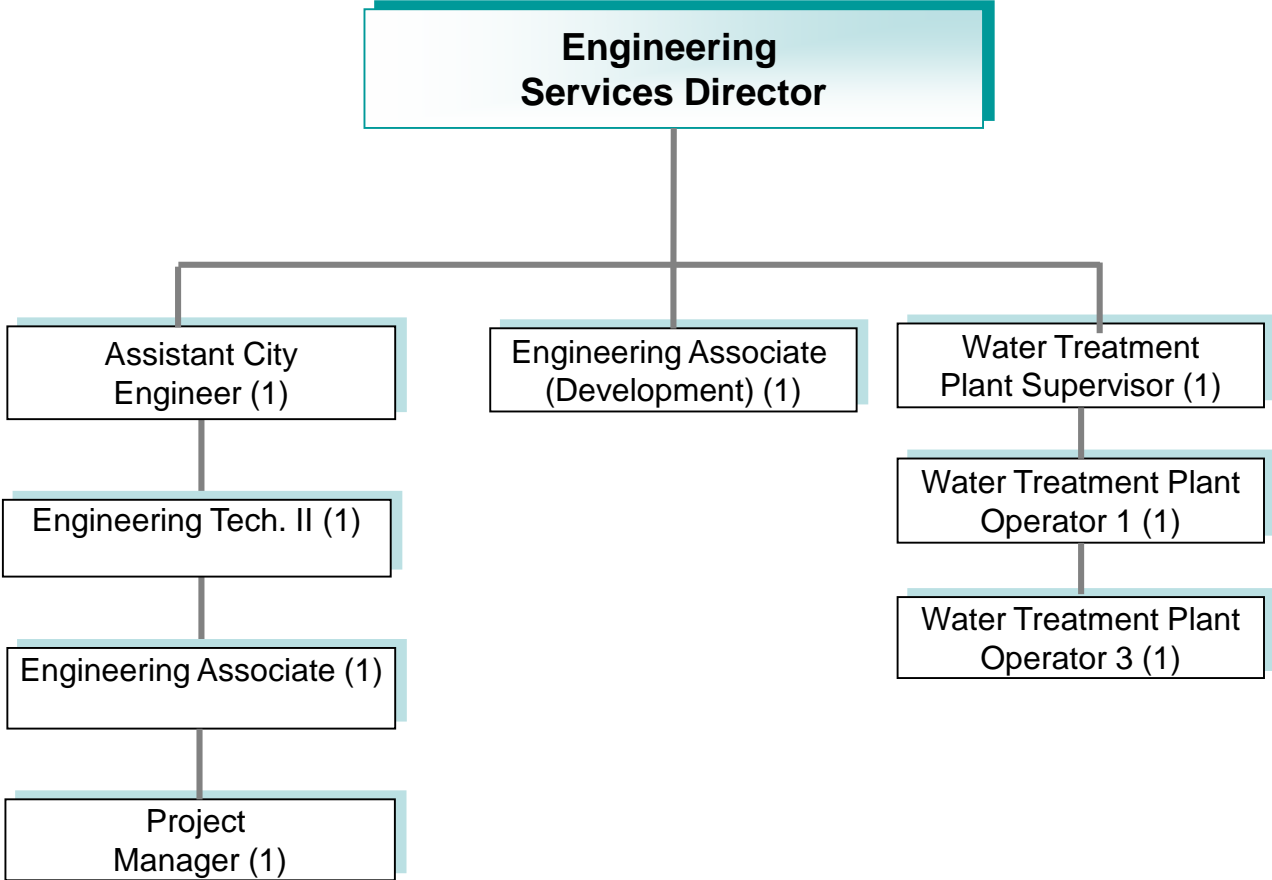 Engineering
Services Director
Assistant City
Engineer (1)
Engineering Associate
(Development) (1)
Water Treatment
Plant Supervisor (1)
Engineering Tech. II (1)
Water Treatment Plant
Operator 1 (1)
Engineering Associate (1)
Water Treatment Plant
Operator 3 (1)
Project
Manager (1)